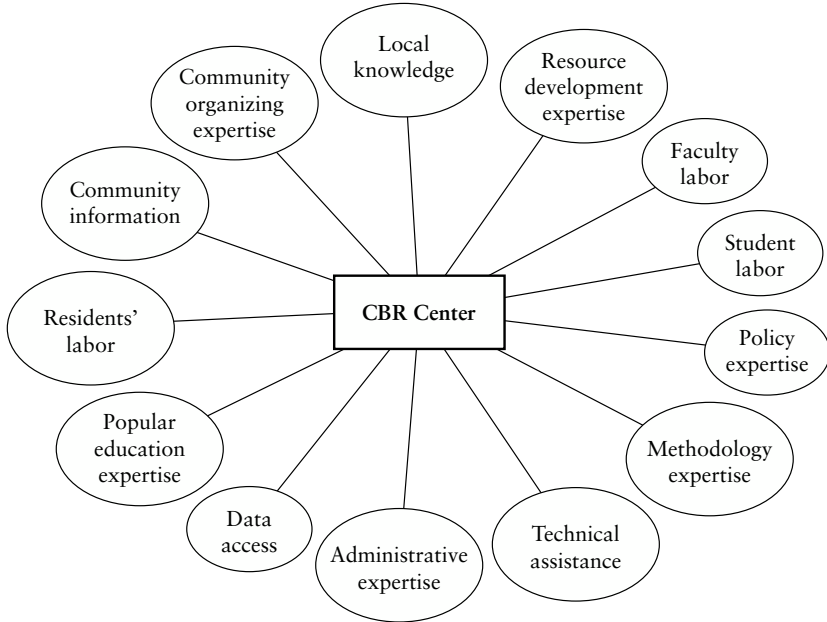 Local
knowledge
Resource
development
expertise
Community
organizing
expertise
Faculty
labor
Community
information
Student
labor
CBR Center
Residents’
labor
Policy
expertise
Popular
education
expertise
Methodology
expertise
Data
access
Technical
assistance
Administrative
expertise